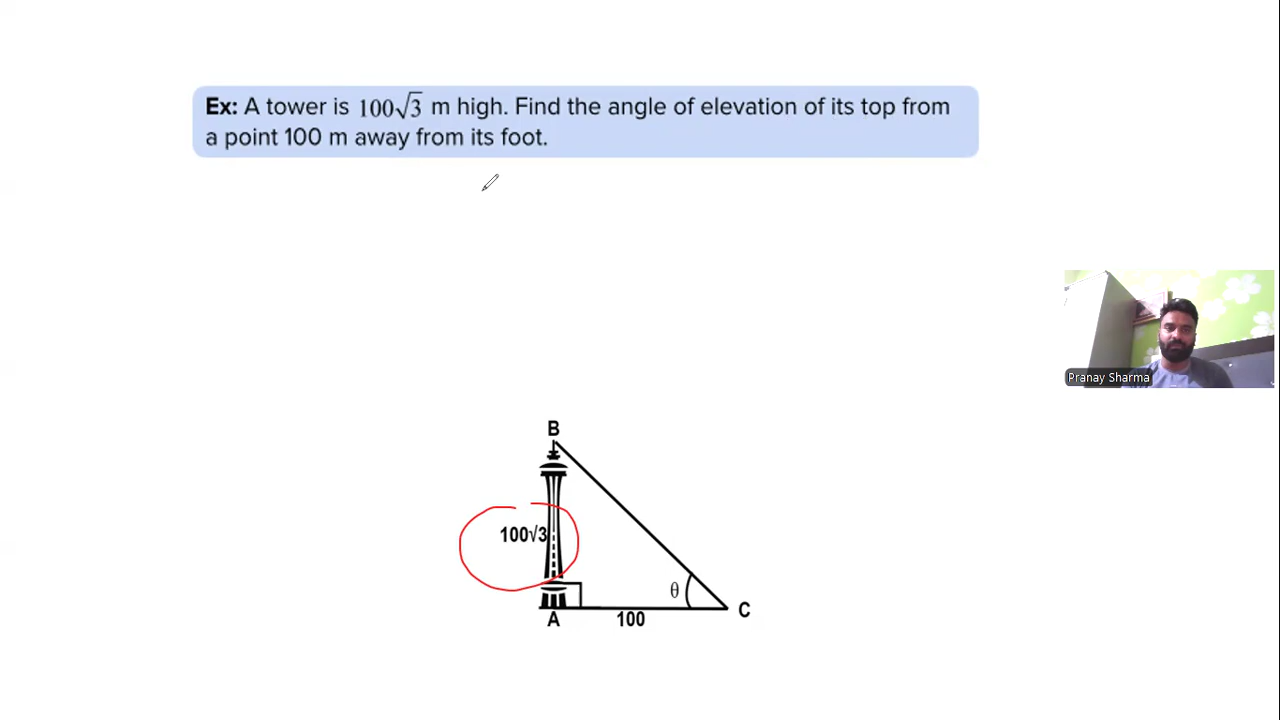 Ex: A tower is 100√3 m high. Find the angle of elevation of its top from
a point 100 m away from its foot.
Pranay Sharma
B
100√3
θ
C
A
100